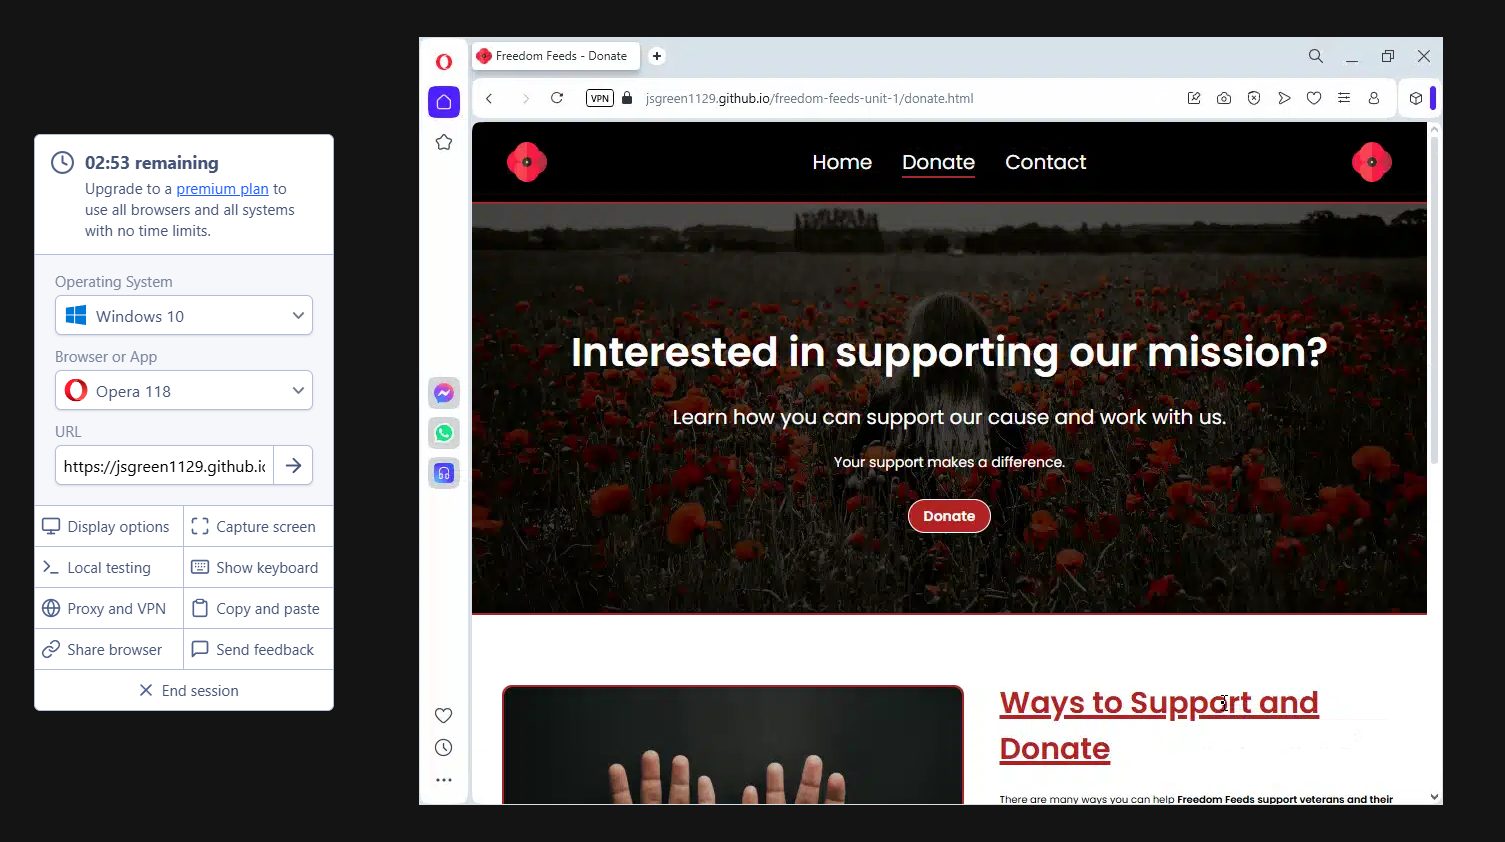 02:53 remaining
Upgrade to a premium plan to
use all browsers and all systems
with no time limits.
Operating System
Windows 10
Browser or App
Opera 118
URL
https://jsgreen1129.github.ic
Display options
Capture screen
Local testing
Show keyboard
Proxy and VPN
Copy and paste
Share browser
Send feedback
End session
Freedom Feeds - Donate
VPN
jsgreen1129.github.io/freedom-feeds-unit-1/donate.html
Home
Donate
Contact
Interested in supporting our mission?
Learn how you can support our cause and work with us.
Your support makes a difference.
Donate
Ways to Support and
Donate
There are many ways you can help Freedom Feeds support veterans and their